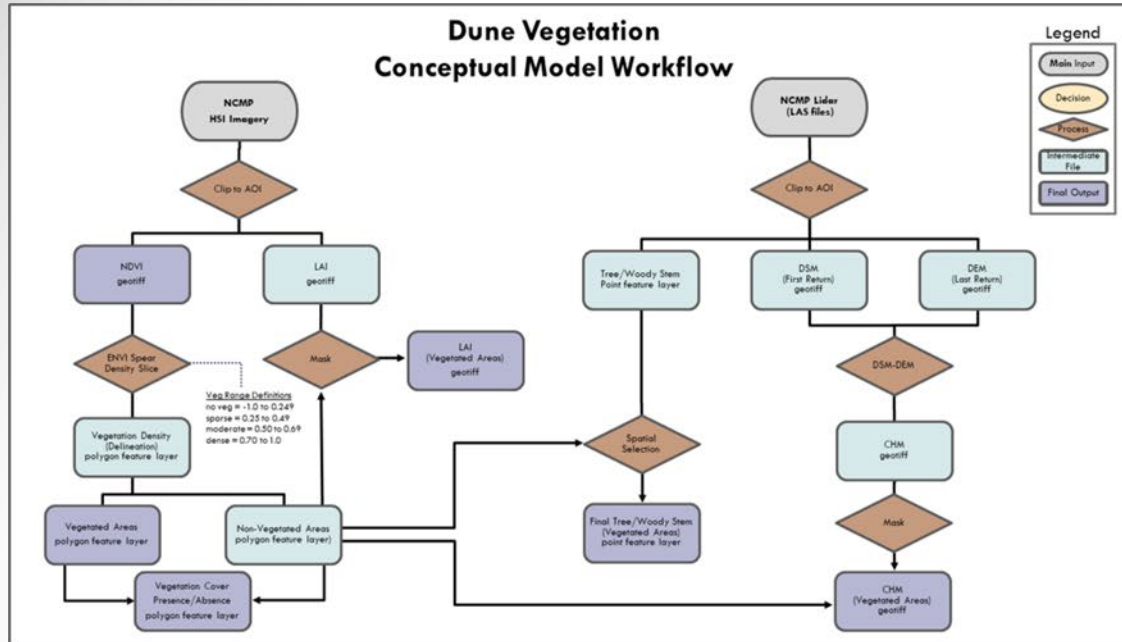 Dune Vegetation
Conceptual Model Workflow
Legend
Main Input
Decision
Process
Intermediate
File
Final Output
NCMP
HSI Imagery
NCMP Lidar
(LAS files)
Clip to AOI
Clip to AOI
NDVI
geotiff
LAI
geotiff
Tree/Woody Stem
Point feature layer
DSM
(First Return)
geotiff
DEM
(Last Return)
geotiff
ENVI Spear
Density Slice
Mask
LAI
(Vegetated Areas)
geotiff
DSM-DEM
Veg Range Definitions
no veg = -1.0 to 0.249
sparse = 0.25 to 0.49
moderate = 0.50 to 0.69
dense = 0.70 to 1.0
Vegetation Density
(Delineation)
polygon feature layer
Spatial
Selection
CHM
geotiff
Vegetated Areas
polygon feature layer
Non-Vegetated Areas
polygon feature layer)
Final Tree/Woody Stem
(Vegetated Areas)
point feature layer
Mask
Vegetation Cover
Presence/Absence
polygon feature layer
CHM
(Vegetated Areas)
geotiff